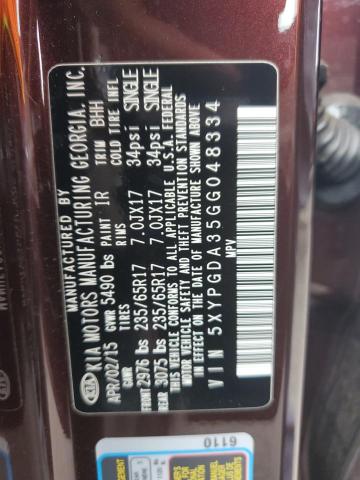 MANUFACTURED BY
KIA KIA MOTORS MANUFACTURING GEORGIA, INC.
APR/02/15 GVWR 5490 lbs PAINT IR TRIM BHH
GAWR TIRES RIMS COLD TIRE INF.
FRONT 2976 lbs 235/65R17 7.0JX17 34psi SINGLE
REAR 3075 lbs 235/65R17 7.0JX17 34psi SINGLE
THIS VEHICLE CONFORMS TO ALL APPLICABLE U.S.A FEDERAL
MOTOR VEHICLE SAFETY AND THEFT PREVENTION STANDARDS
IN EFFECT ON THE DATE OF MANUFACTURE SHOWN ABOVE
VIN 5XYPGDA35GG048334
MPV
6110